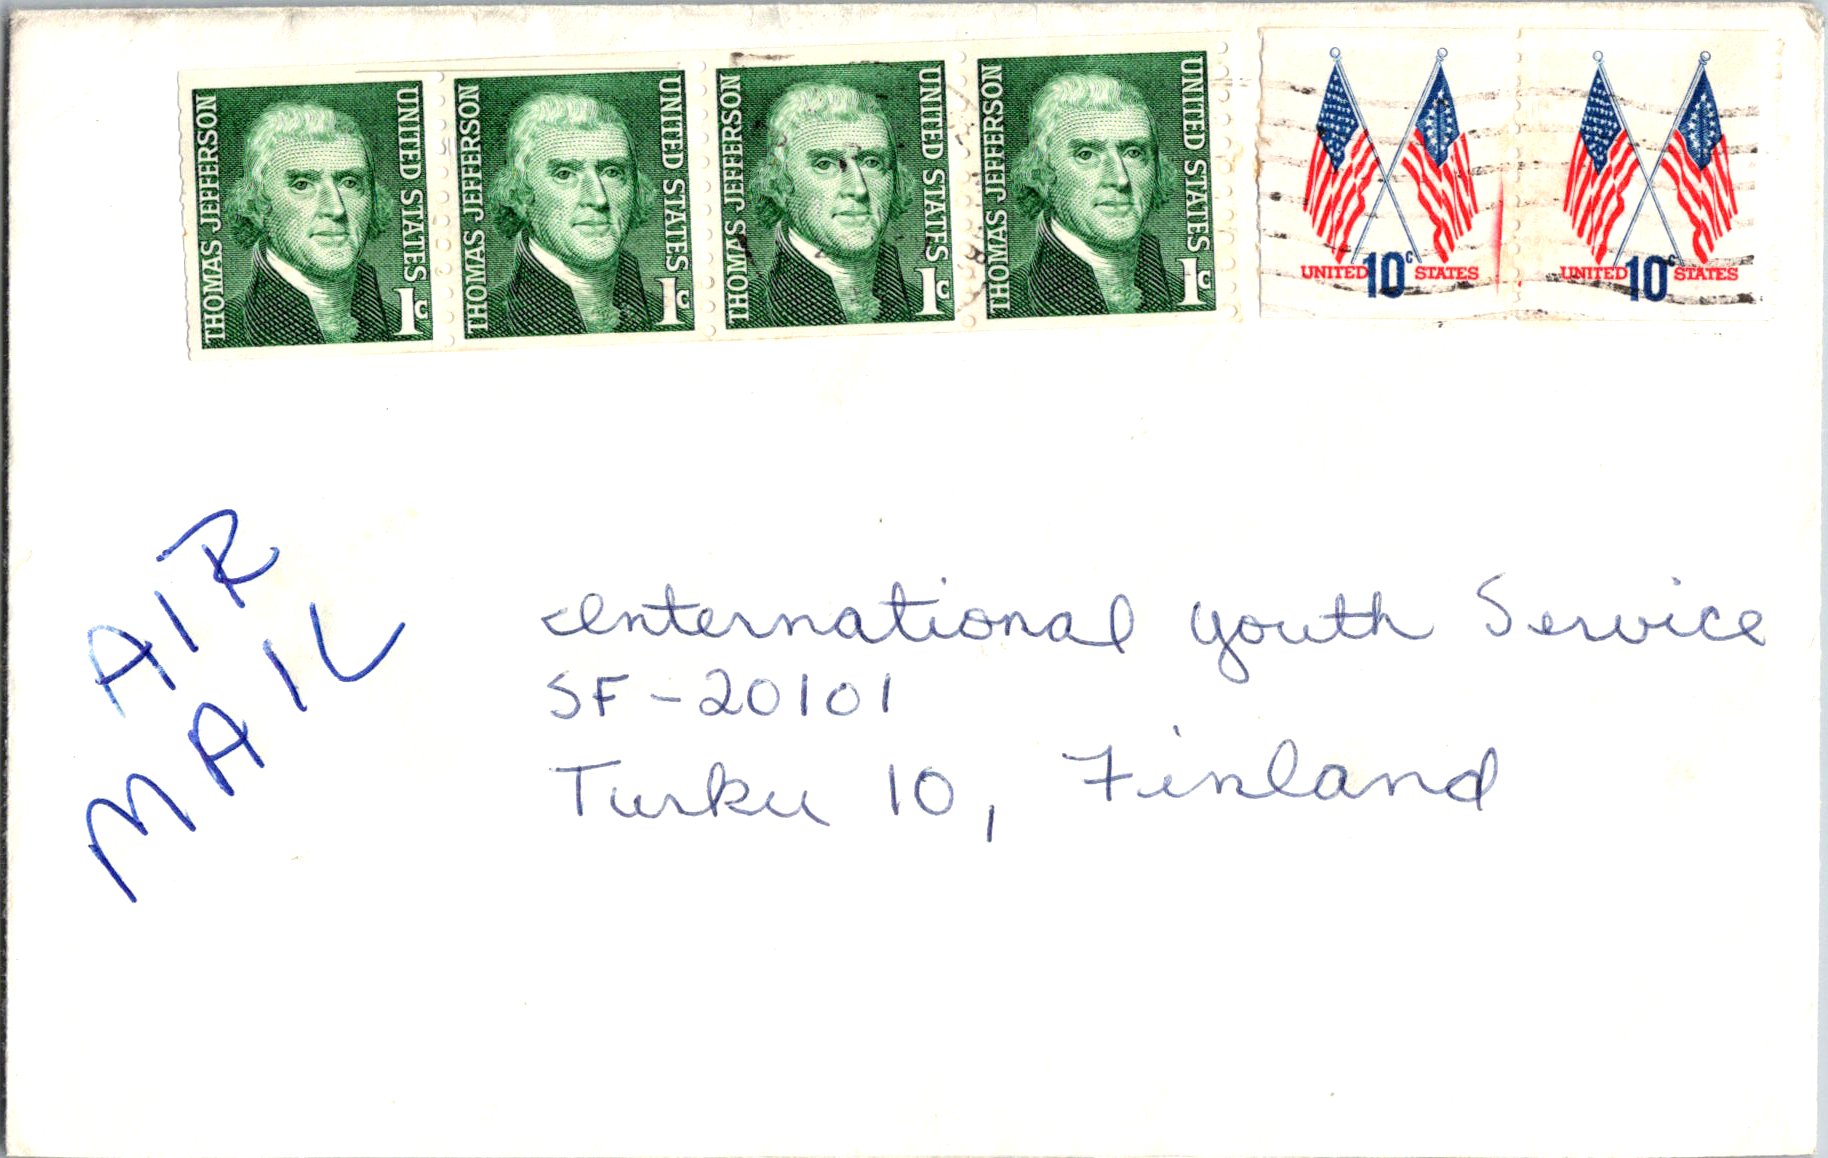 THOMAS JEFFERSON UNITED STATES 1c
THOMAS JEFFERSON UNITED STATES 1c
THOMAS JEFFERSON UNITED STATES 1c
THOMAS JEFFERSON UNITED STATES 1c
UNITED 10c STATES
UNITED 10c STATES
AIR
MAIL
International Youth Service
SF-20101
Turku 10, Finland